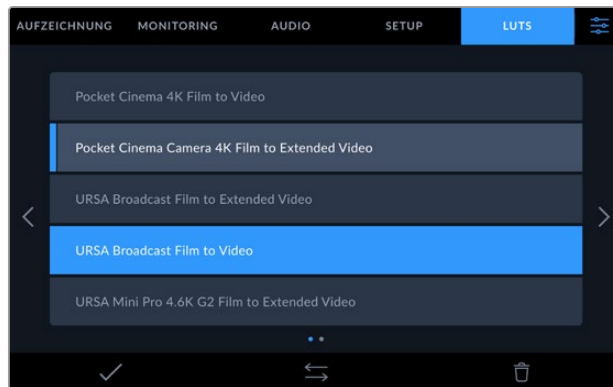 AUFZEICHNUNG MONITORING AUDIO SETUP LUTS
Pocket Cinema 4K Film to Video
Pocket Cinema Camera 4K Film to Extended Video
URSA Broadcast Film to Extended Video
URSA Broadcast Film to Video
URSA Mini Pro 4.6K G2 Film to Extended Video